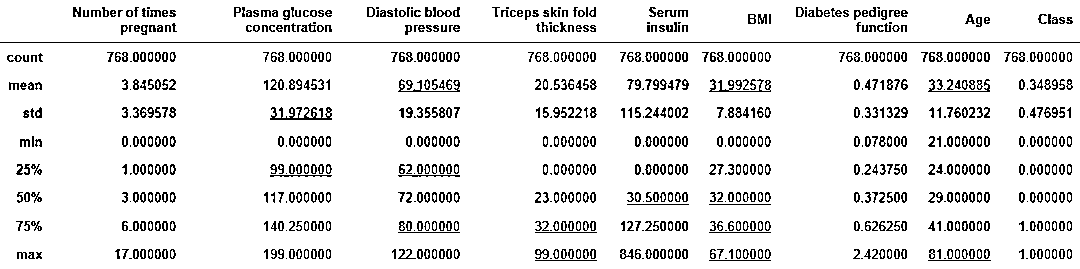 Number of times pregnant Plasma glucose concentration Diastolic blood pressure Triceps skin fold thickness Serum insulin BMI Diabetes pedigree function Age Class
count 768.000000 768.000000 768.000000 768.000000 768.000000 768.000000 768.000000 768.000000 768.000000
mean 3.845052 120.894531 69.105469 20.536458 79.799479 31.992578 0.471876 33.240885 0.348958
std 3.369578 31.972618 19.355807 15.952218 115.244002 7.884160 0.331329 11.760232 0.476951
min 0.000000 0.000000 0.000000 0.000000 0.000000 0.000000 0.078000 21.000000 0.000000
25% 1.000000 99.000000 62.000000 0.000000 0.000000 27.300000 0.243750 24.000000 0.000000
50% 3.000000 117.000000 72.000000 23.000000 30.500000 32.000000 0.372500 29.000000 0.000000
75% 6.000000 140.250000 80.000000 32.000000 127.250000 36.600000 0.626250 41.000000 1.000000
max 17.000000 199.000000 122.000000 99.000000 846.000000 67.100000 2.420000 81.000000 1.000000